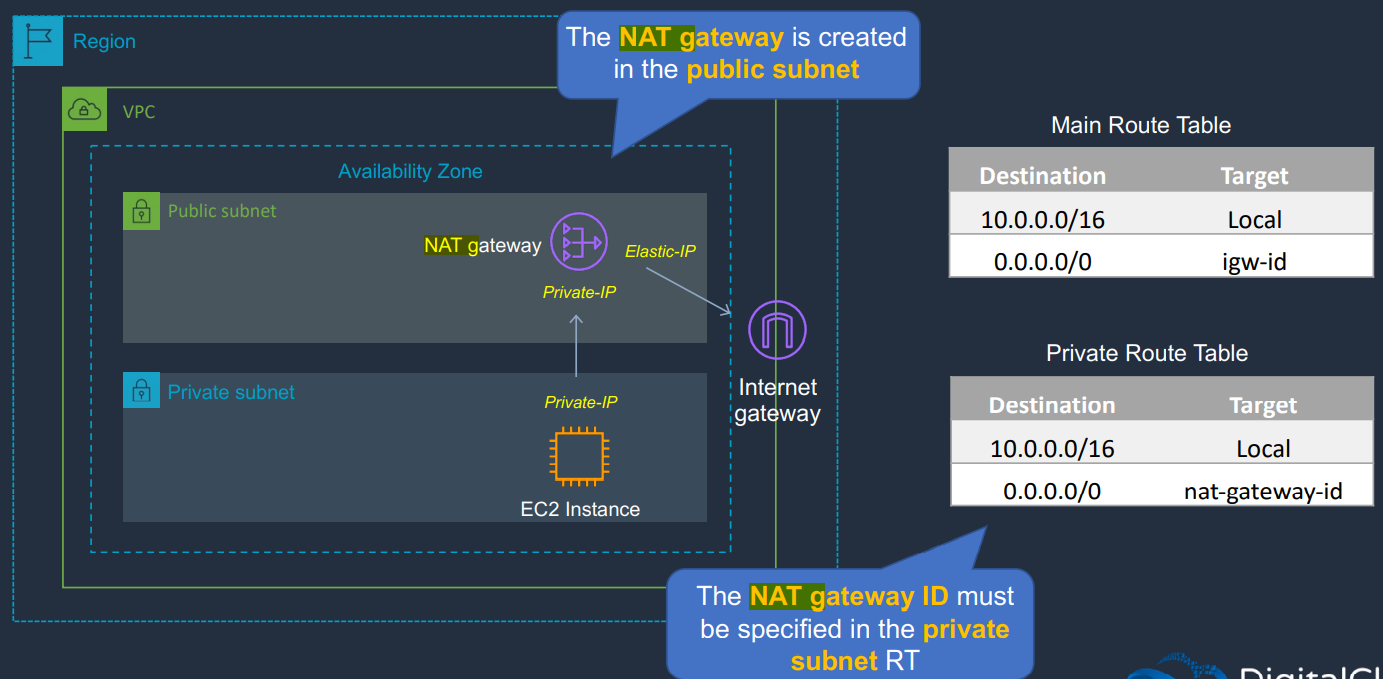 Region
The NAT gateway is created
in the public subnet
VPC
Availability Zone
Public subnet
NAT gateway
Elastic-IP
Private-IP
Private subnet
Private-IP
EC2 Instance
Internet
gateway
Main Route Table
Destination Target
10.0.0.0/16 Local
0.0.0.0/0 igw-id
Private Route Table
Destination Target
10.0.0.0/16 Local
0.0.0.0/0 nat-gateway-id
The NAT gateway ID must
be specified in the private
subnet RT